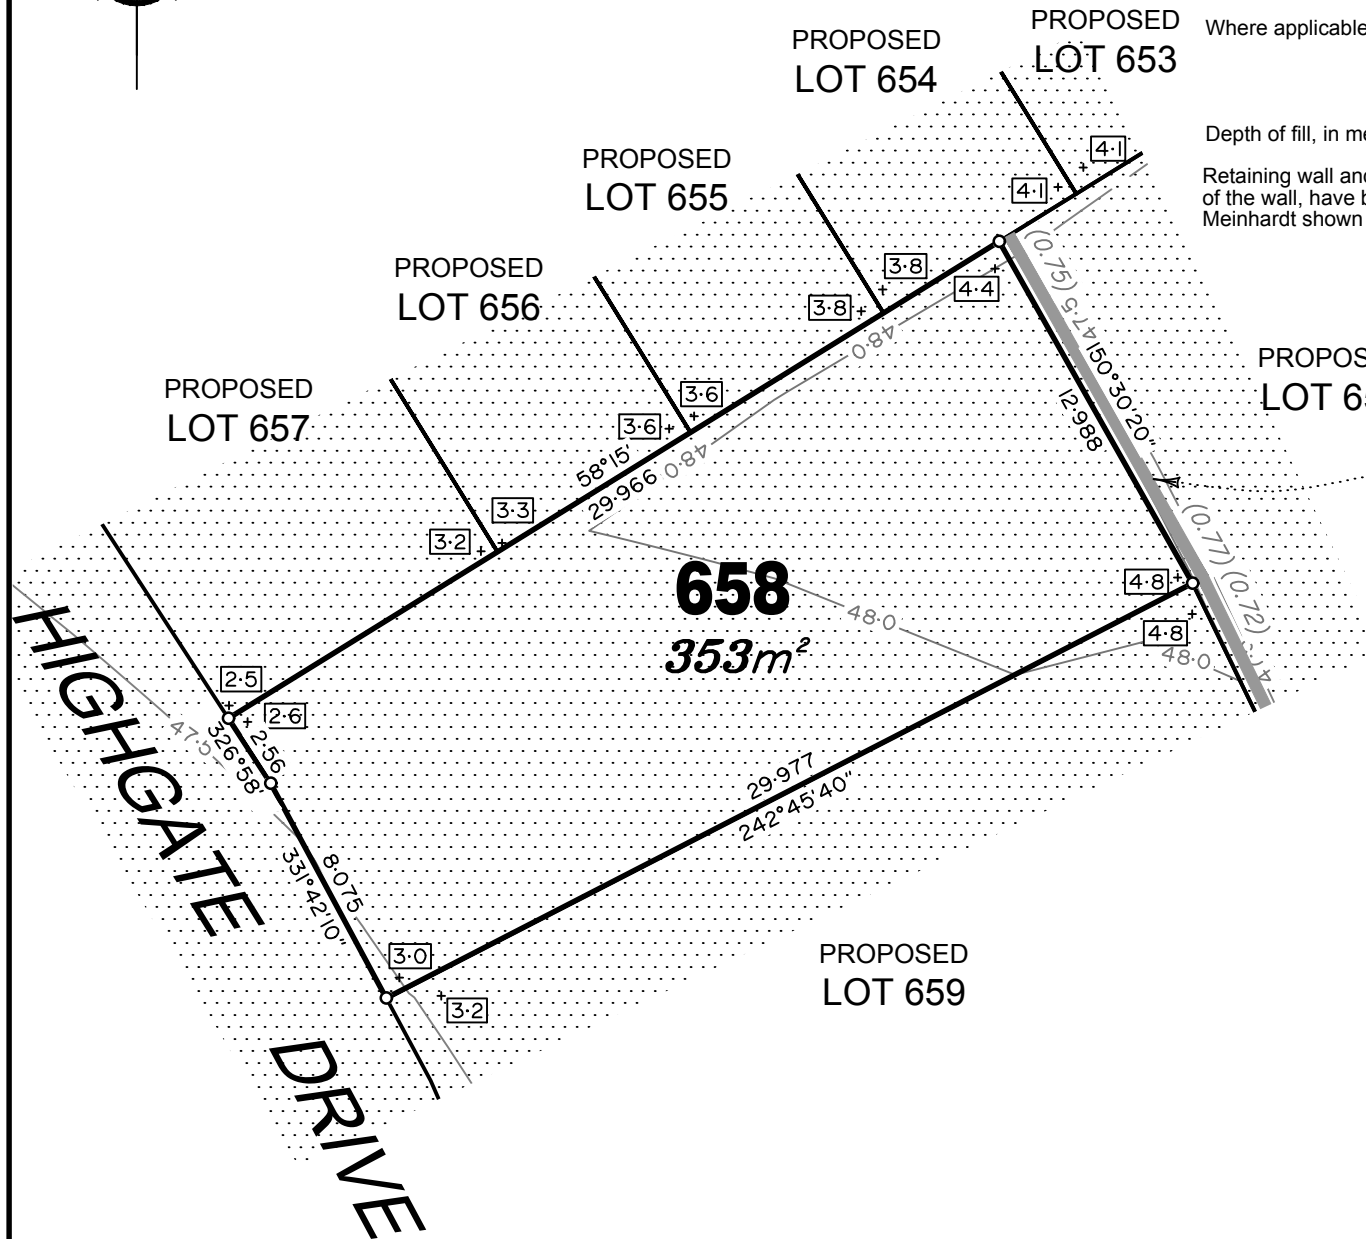 PROPOSED
LOT 653
Where applicable
PROPOSED
LOT 654
Depth of fill, in me
PROPOSED
LOT 655
Retaining wall and
of the wall, have b
Meinhardt shown
PROPOSED
LOT 656
PROPOSED
LOT 657
PROPOS
LOT 65
4·1
4·1
3·8
3·8
4·4
3·6
3·6
3·3
3·2
48·0
48·0
(0.75)
47·5
150°30'20"
12·988
58°15'
29·966
(0.77)
(0.72)
4·8
4·8
658
353m²
48·0
48·0
2·5
2·6
47·5
2·56
326°58'
8·075
331°42'10"
29·977
242°45'40"
3·0
3·2
HIGHGATE
DRIVE
PROPOSED
LOT 659